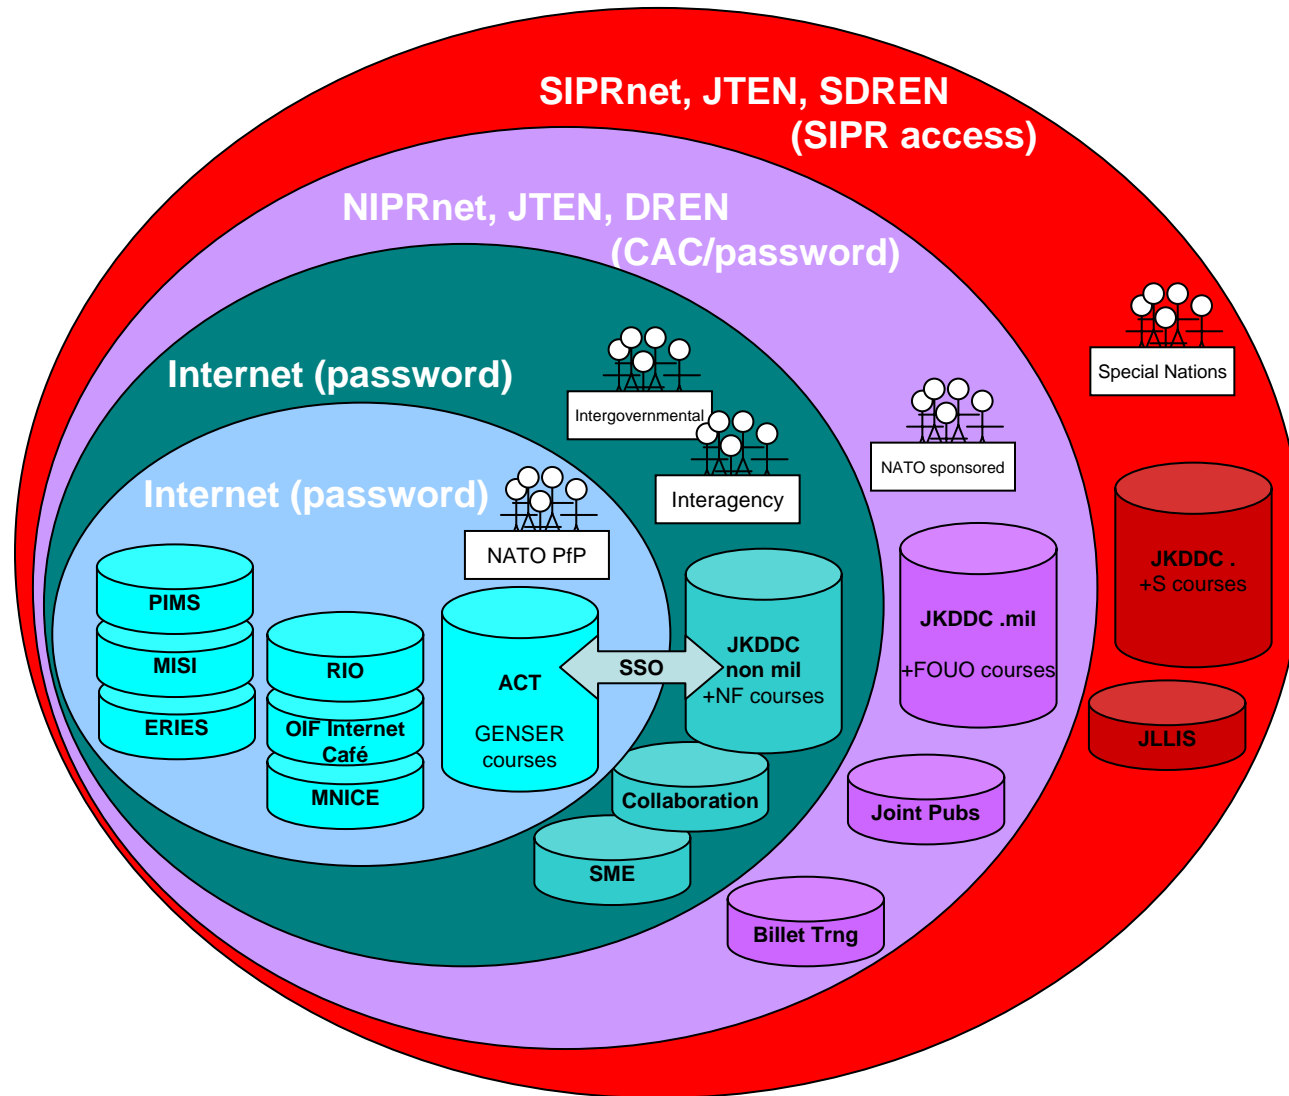 SIPRnet, JTEN, SDREN
(SIPR access)
NIPRnet, JTEN, DREN
(CAC/password)
Internet (password)
Internet (password)
Special Nations
Intergovernmental
NATO sponsored
Interagency
NATO PfP
PIMS
MISI
ERIES
RIO
OIF Internet
Café
MNICE
ACT
GENSER
courses
SSO
JKDDC
non mil
+NF courses
Collaboration
SME
JKDDC .mil
+FOUO courses
Joint Pubs
Billet Trng
JKDDC .
+S courses
JLLIS